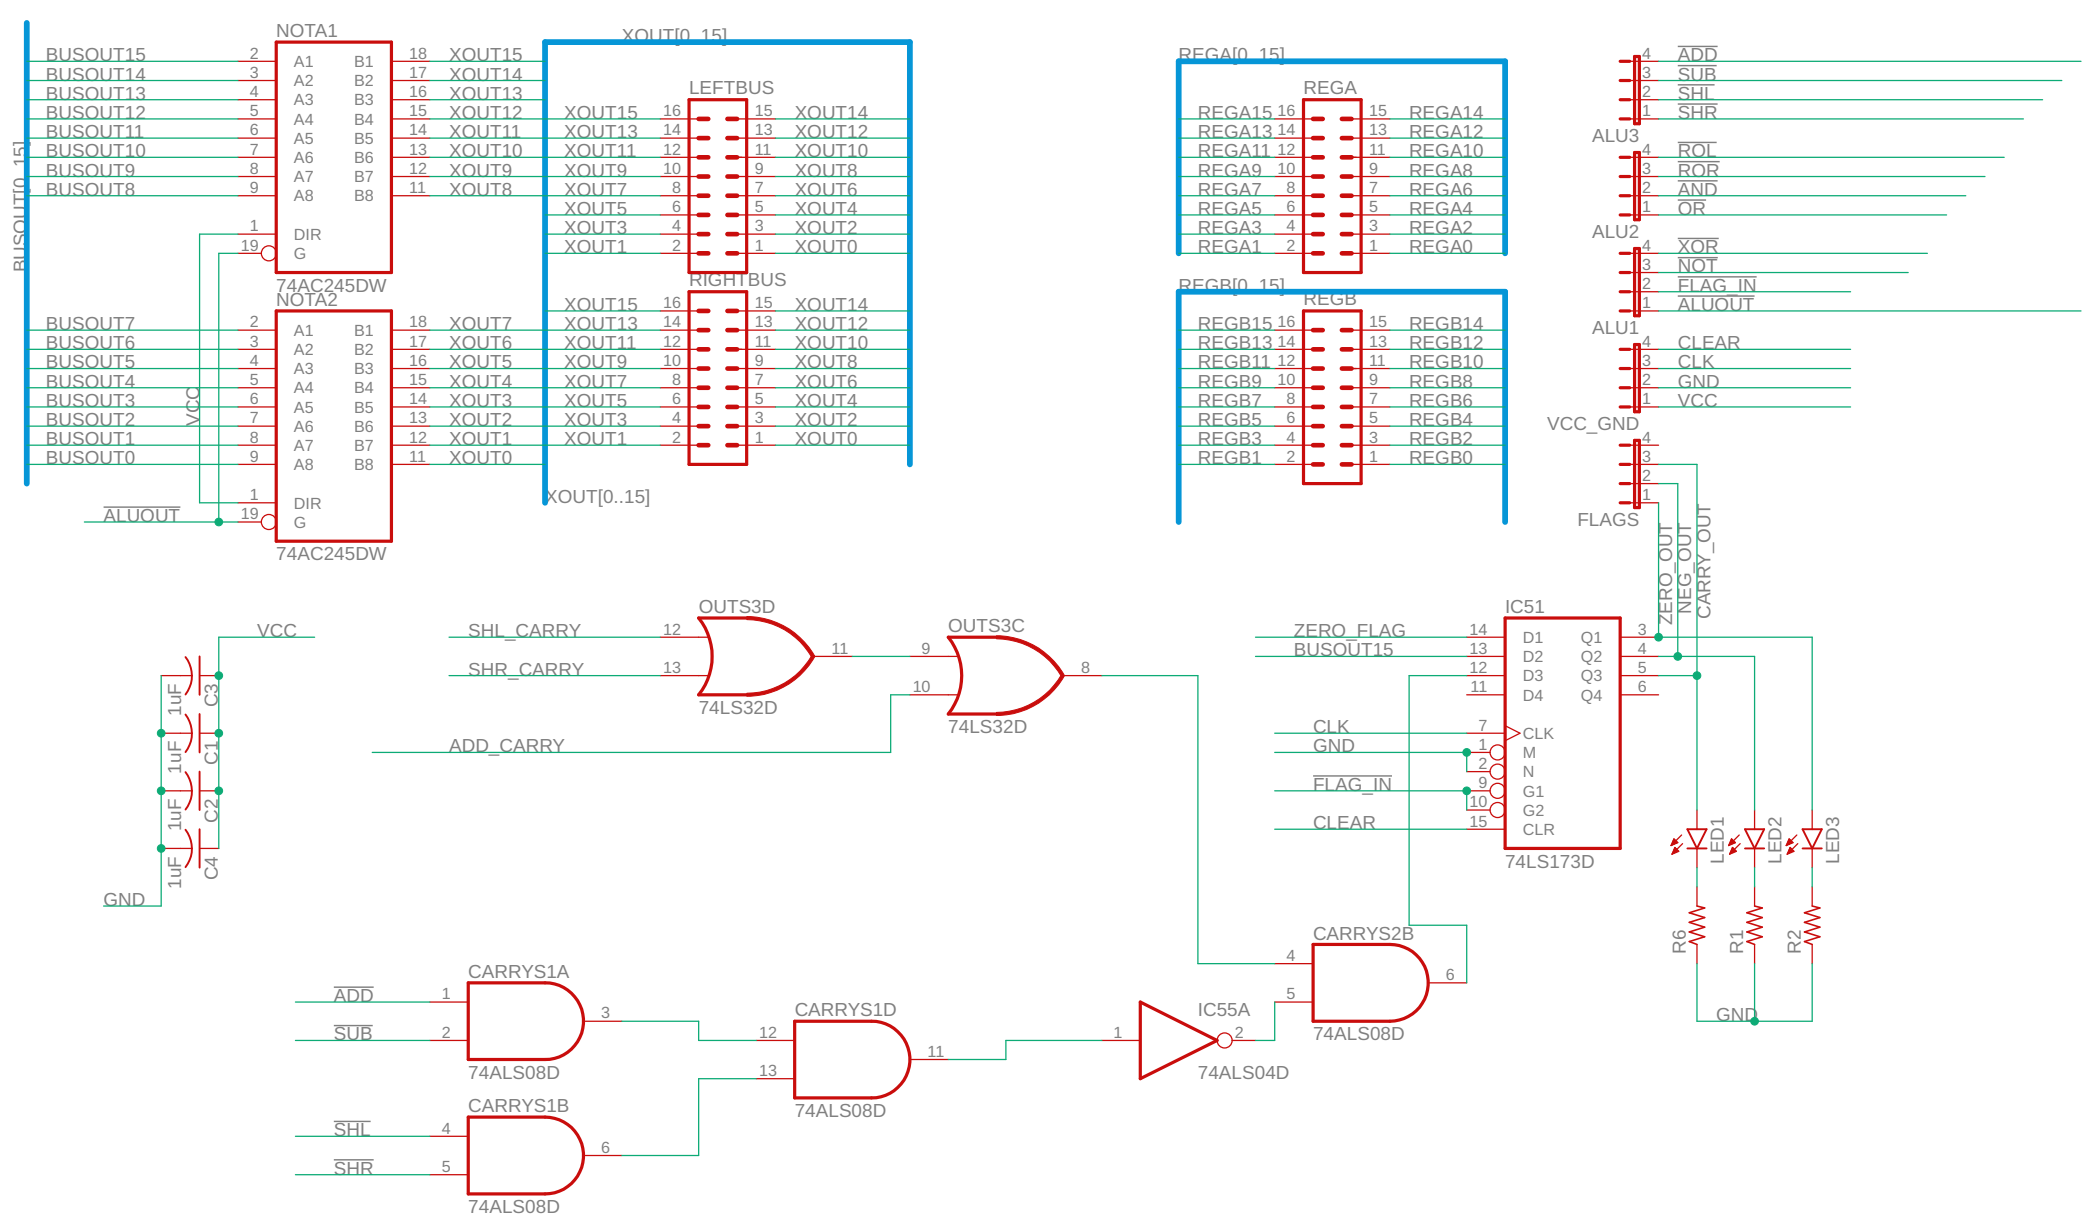 NOTA1
BUSOUT15 2 A1 B1 18 XOUT15
BUSOUT14 3 A2 B2 17 XOUT14
BUSOUT13 4 A3 B3 16 XOUT13
BUSOUT12 5 A4 B4 15 XOUT12
BUSOUT11 6 A5 B5 14 XOUT11
BUSOUT10 7 A6 B6 13 XOUT10
BUSOUT9 8 A7 B7 12 XOUT9
BUSOUT8 9 A8 B8 11 XOUT8
1 DIR
19 G
74AC245DW
BUSOUT[0..15]
NOTA2
BUSOUT7 2 A1 B1 18 XOUT7
BUSOUT6 3 A2 B2 17 XOUT6
BUSOUT5 4 A3 B3 16 XOUT5
BUSOUT4 5 A4 B4 15 XOUT4
BUSOUT3 6 A5 B5 14 XOUT3
BUSOUT2 7 A6 B6 13 XOUT2
BUSOUT1 8 A7 B7 12 XOUT1
BUSOUT0 9 A8 B8 11 XOUT0
VCC
1 DIR
ALUOUT 19 G
74AC245DW
XOUT[0..15]
LEFTBUS
XOUT15 16 15 XOUT14
XOUT13 14 13 XOUT12
XOUT11 12 11 XOUT10
XOUT9 10 9 XOUT8
XOUT7 8 7 XOUT6
XOUT5 6 5 XOUT4
XOUT3 4 3 XOUT2
XOUT1 2 1 XOUT0
RIGHTBUS
XOUT15 16 15 XOUT14
XOUT13 14 13 XOUT12
XOUT11 12 11 XOUT10
XOUT9 10 9 XOUT8
XOUT7 8 7 XOUT6
XOUT5 6 5 XOUT4
XOUT3 4 3 XOUT2
XOUT1 2 1 XOUT0
XOUT[0..15]
REGA[0..15]
REGA
REGA15 16 15 REGA14
REGA13 14 13 REGA12
REGA11 12 11 REGA10
REGA9 10 9 REGA8
REGA7 8 7 REGA6
REGA5 6 5 REGA4
REGA3 4 3 REGA2
REGA1 2 1 REGA0
REGB[0..15]
REGB
REGB15 16 15 REGB14
REGB13 14 13 REGB12
REGB11 12 11 REGB10
REGB9 10 9 REGB8
REGB7 8 7 REGB6
REGB5 6 5 REGB4
REGB3 4 3 REGB2
REGB1 2 1 REGB0
4 ADD
3 SUB
2 SHL
1 SHR
ALU3
4 ROL
3 ROR
2 AND
1 OR
ALU2
4 XOR
3 NOT
2 FLAG_IN
1 ALUOUT
ALU1
4 CLEAR
3 CLK
2 GND
1 VCC
VCC_GND
4
3
2
1
FLAGS
ZERO_OUT
NEG_OUT
CARRY_OUT
VCC
1uF C3
1uF C1
1uF C2
1uF C4
GND
OUTS3D
SHL_CARRY 12
11
SHR_CARRY 13
74LS32D
OUTS3C
9
8
10
ADD_CARRY
74LS32D
IC51
ZERO_FLAG 14 D1 Q1 3
BUSOUT15 13 D2 Q2 4
12 D3 Q3 5
11 D4 Q4 6
CLK 7 CLK
GND 1 M
2 N
FLAG_IN 9 G1
10 G2
CLEAR 15 CLR
74LS173D
LED1 LED2 LED3
R6 R1 R2
GND
CARRYS1A
ADD 1
3
SUB 2
74ALS08D
CARRYS1B
SHL 4
6
SHR 5
74ALS08D
CARRYS1D
12
11
13
74ALS08D
IC55A
1 2
74ALS04D
CARRYS2B
4
6
5
74ALS08D